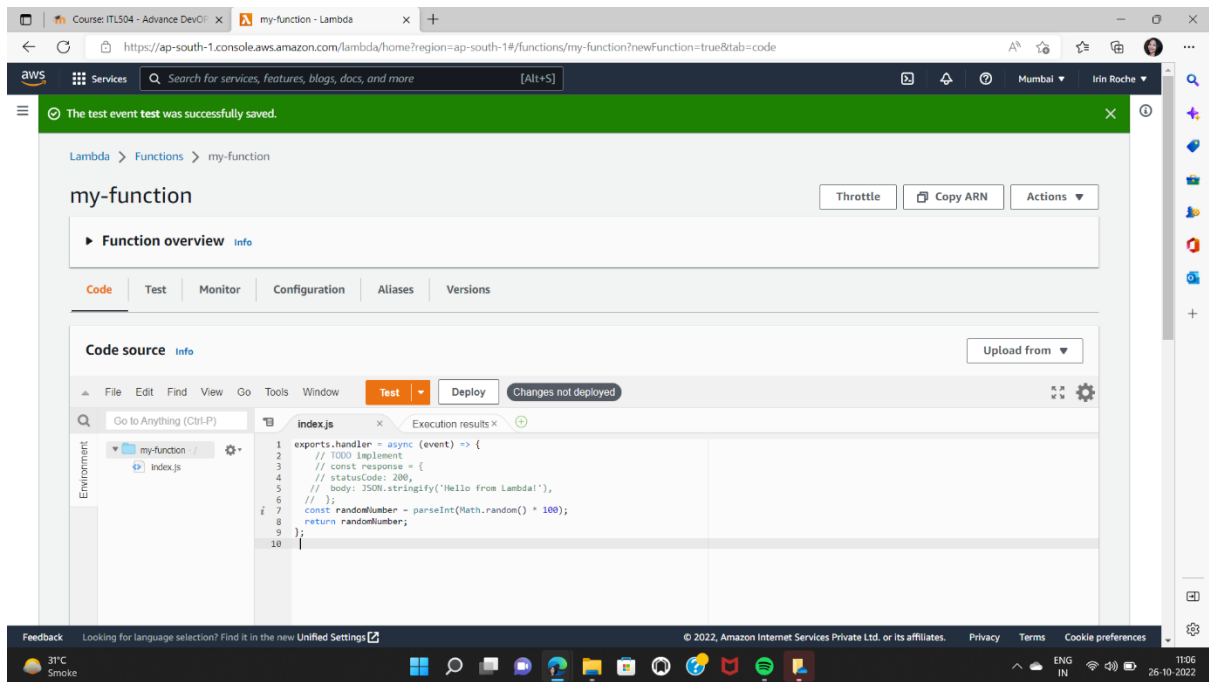 Course: ITL504 - Advance DevOP
my-function - Lambda
https://ap-south-1.console.aws.amazon.com/lambda/home?region=ap-south-1#/functions/my-function?newFunction=true&tab=code
aws
Services
Search for services, features, blogs, docs, and more
[Alt+S]
Mumbai ▼
Irin Roche ▼
The test event test was successfully saved.
Lambda > Functions > my-function
my-function
Throttle
Copy ARN
Actions ▼
Function overview Info
Code
Test
Monitor
Configuration
Aliases
Versions
Code source Info
Upload from ▼
File Edit Find View Go Tools Window
Test
Deploy
Changes not deployed
Go to Anything (Ctrl-P)
index.js
Execution results
Environment
my-function - /
index.js
1 exports.handler = async (event) => {
2 // TODO implement
3 // const response = {
4 // statusCode: 200,
5 // body: JSON.stringify('Hello from Lambda!'),
6 // };
i 7 const randomNumber = parseInt(Math.random() * 100);
8 return randomNumber;
9 };
10
Feedback
Looking for language selection? Find it in the new Unified Settings
© 2022, Amazon Internet Services Private Ltd. or its affiliates.
Privacy
Terms
Cookie preferences
31°C
Smoke
ENG
IN
11:06
26-10-2022